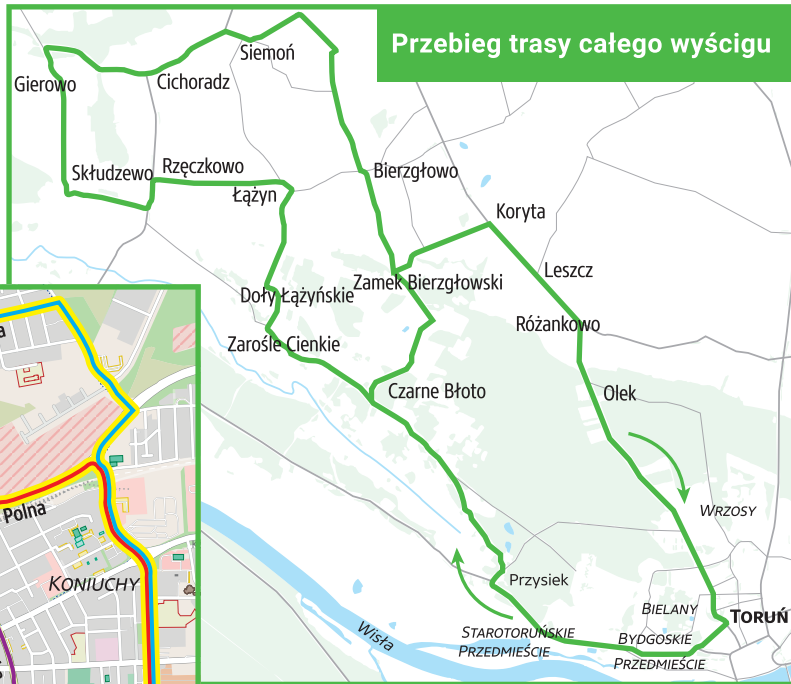 Przebieg trasy całego wyścigu
Siemoń
Gierowo
Cichoradz
Skłudzewo
Rzęczkowo
Łążyn
Bierzgłowo
Koryta
Zamek Bierzgłowski
Leszcz
Doły Łążyńskie
Różankowo
Zarośle Cienkie
Czarne Błoto
Olek
Wrzosy
Polna
Koniuchy
Przysiek
Bielany
Toruń
Wisła
Starotoruńskie
Przedmieście
Bydgoskie
Przedmieście